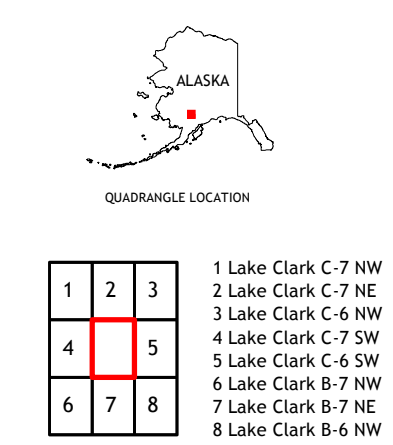 ALASKA
QUADRANGLE LOCATION
1 2 3
4 5
6 7 8
1 Lake Clark C-7 NW
2 Lake Clark C-7 NE
3 Lake Clark C-6 NW
4 Lake Clark C-7 SW
5 Lake Clark C-6 SW
6 Lake Clark B-7 NW
7 Lake Clark B-7 NE
8 Lake Clark B-6 NW